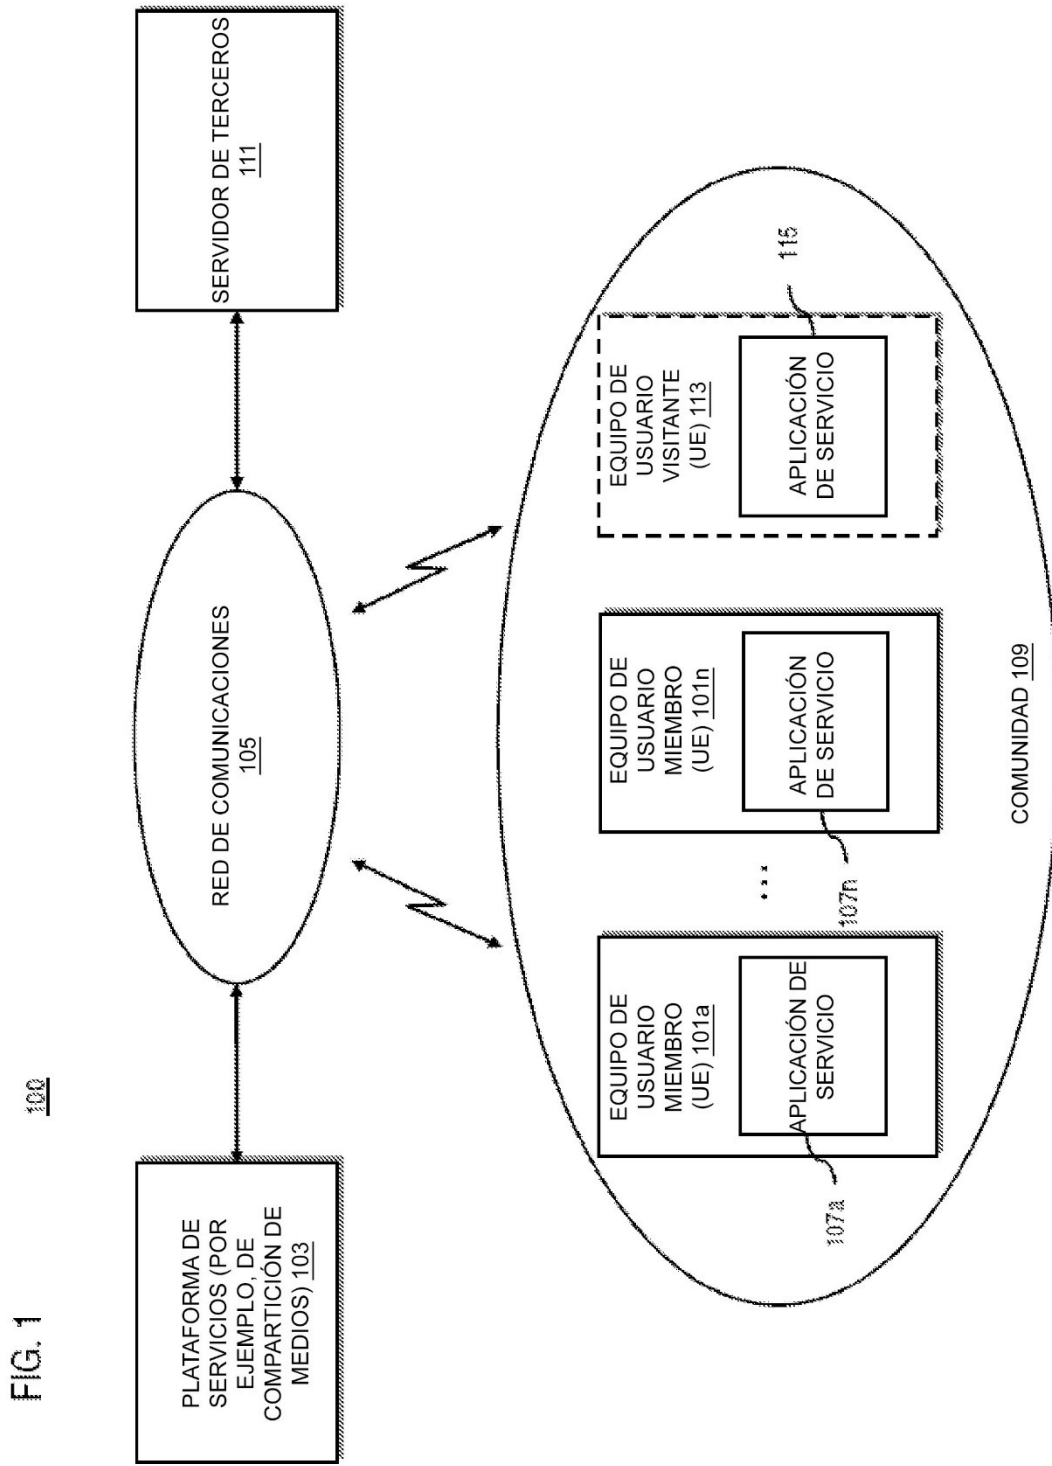 FIG. 1
100
PLATAFORMA DE
SERVICIOS (POR
EJEMPLO, DE
COMPARTICIÓN DE
MEDIOS) 103
RED DE COMUNICACIONES
105
SERVIDOR DE TERCEROS
111
EQUIPO DE
USUARIO
MIEMBRO
(UE) 101a
APLICACIÓN DE
SERVICIO
107a
...
EQUIPO DE
USUARIO
MIEMBRO
(UE) 101n
APLICACIÓN
DE SERVICIO
107n
EQUIPO DE
USUARIO
VISITANTE
(UE) 113
APLICACIÓN
DE SERVICIO
115
COMUNIDAD 109